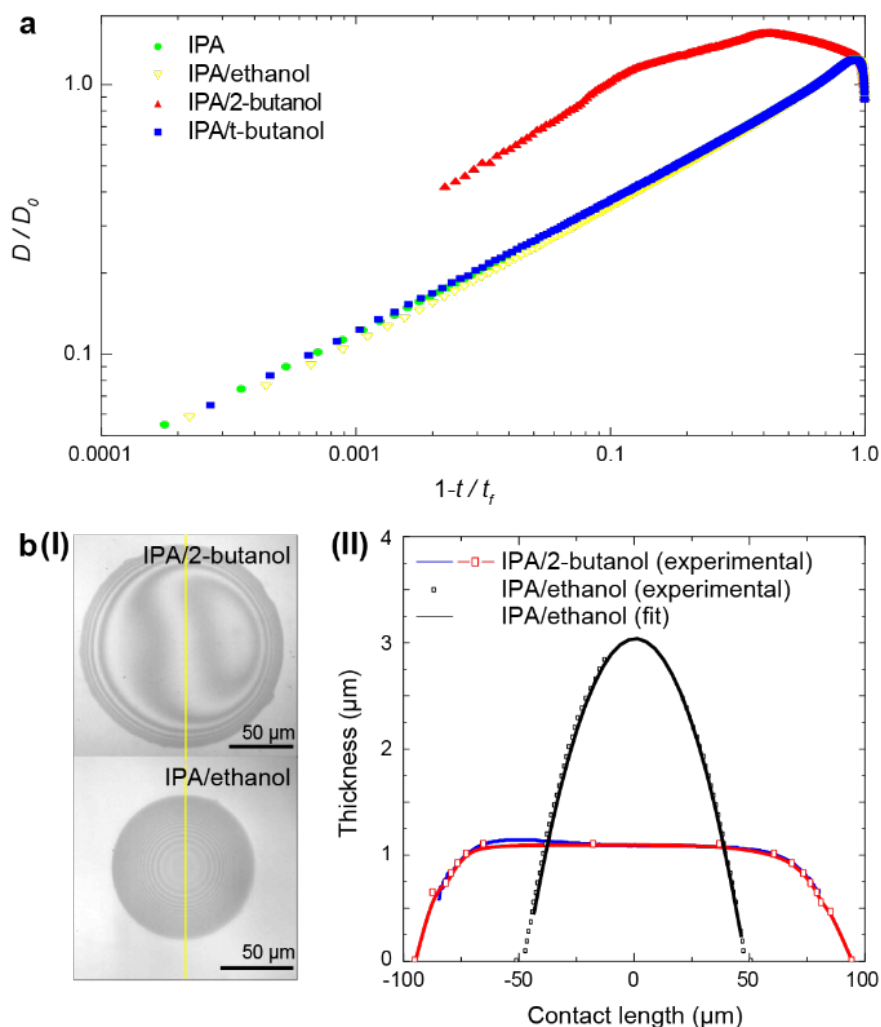 a
IPA
IPA/ethanol
IPA/2-butanol
IPA/t-butanol
1.0
0.1
D / D0
0.0001 0.001 0.1 1.0
1-t / tf
b (I)
IPA/2-butanol
50 µm
IPA/ethanol
50 µm
(II)
IPA/2-butanol (experimental)
IPA/ethanol (experimental)
IPA/ethanol (fit)
4
3
2
1
0
Thickness (µm)
-100 -50 0 50 100
Contact length (µm)